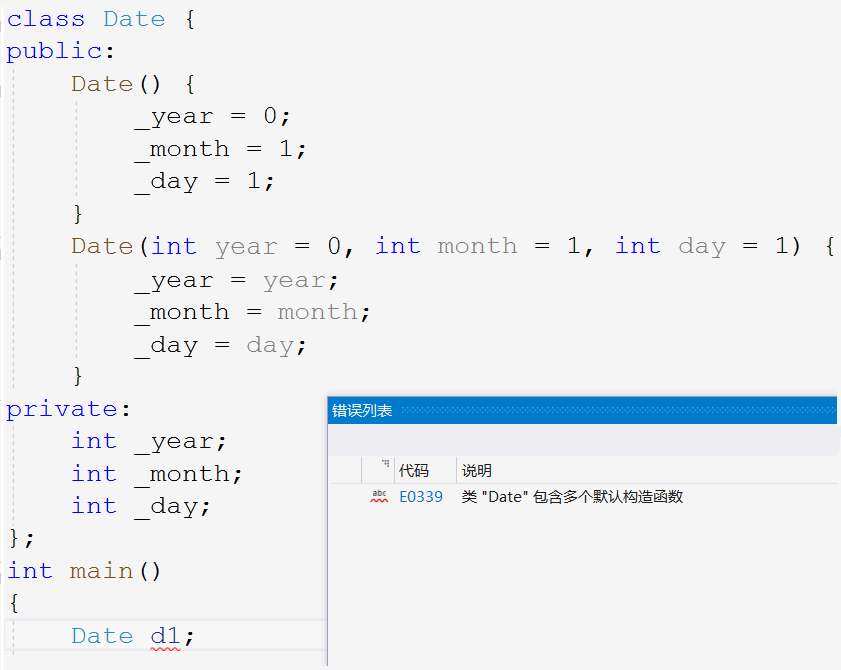 class Date {
public:
    Date() {
        _year = 0;
        _month = 1;
        _day = 1;
    }
    Date(int year = 0, int month = 1, int day = 1) {
        _year = year;
        _month = month;
        _day = day;
    }
private:
    int _year;
    int _month;
    int _day;
};
int main()
{
    Date d1;
错误列表
代码 说明
abc E0339 类 "Date" 包含多个默认构造函数